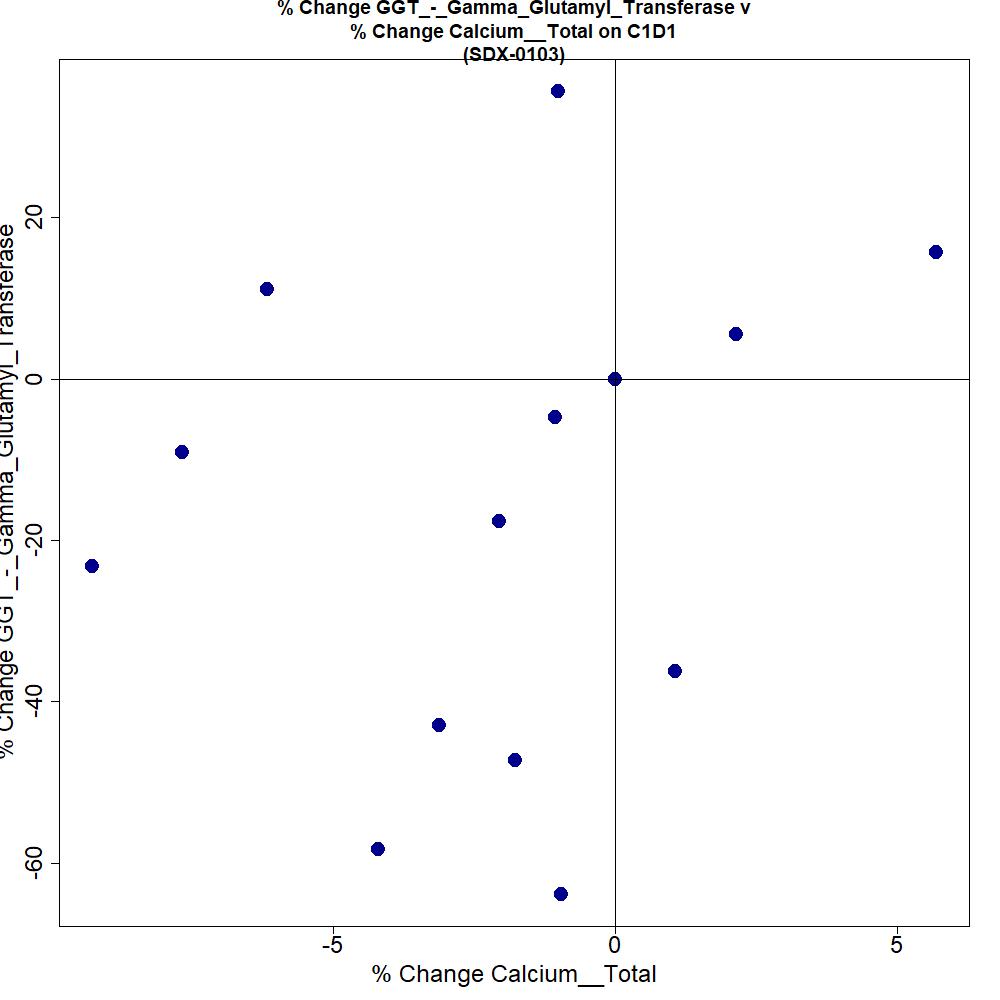 % Change GGT_-_Gamma_Glutamyl_Transferase v
% Change Calcium__Total on C1D1
(SDX-0103)
% Change GGT_-_Gamma_Glutamyl_Transferase
20
0
-20
-40
-60
-5
0
5
% Change Calcium__Total